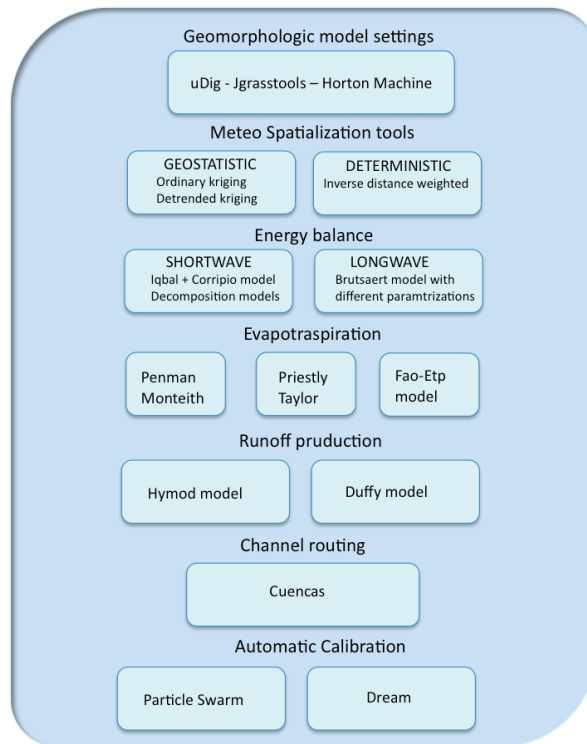 Geomorphologic model settings
uDig - Jgrasstools – Horton Machine
Meteo Spatialization tools
GEOSTATISTIC
Ordinary kriging
Detrended kriging
DETERMINISTIC
Inverse distance weighted
Energy balance
SHORTWAVE
Iqbal + Corripio model
Decomposition models
LONGWAVE
Brutsaert model with
different paramtrizations
Evapotraspiration
Penman
Monteith
Priestly
Taylor
Fao-Etp
model
Runoff pruduction
Hymod model
Duffy model
Channel routing
Cuencas
Automatic Calibration
Particle Swarm
Dream